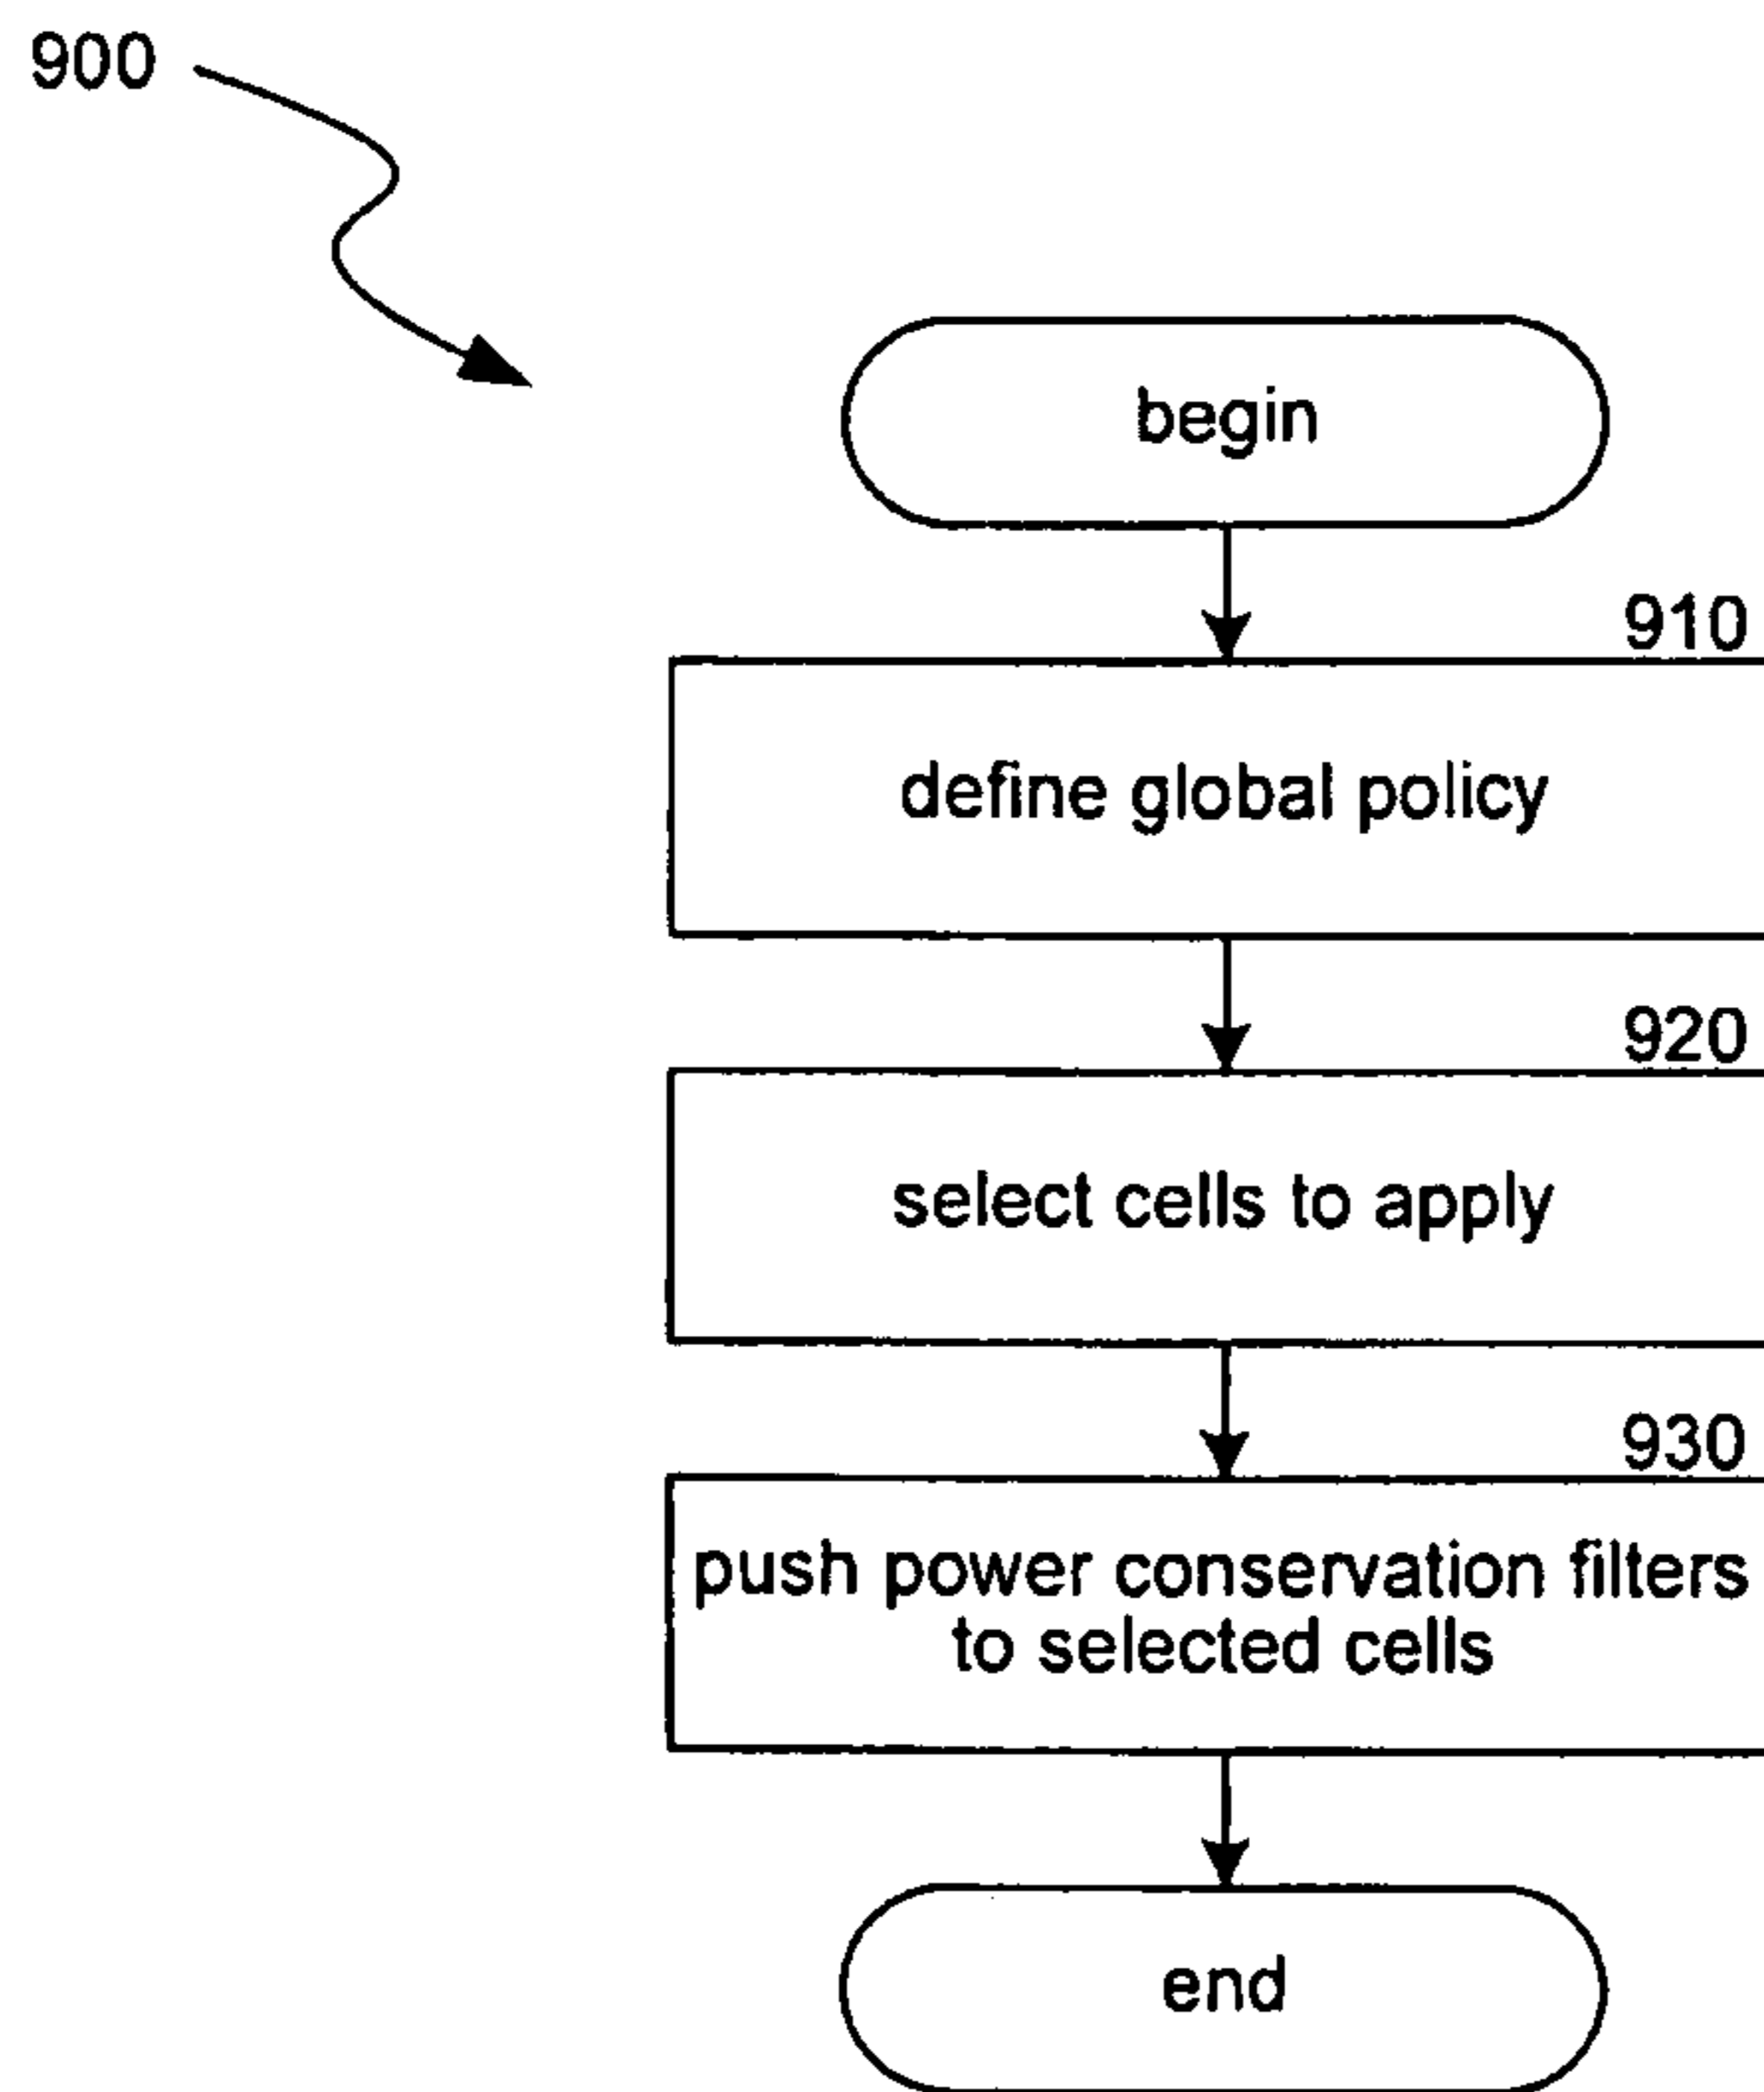 900
begin
910
define global policy
920
select cells to apply
930
push power conservation filters
to selected cells
end